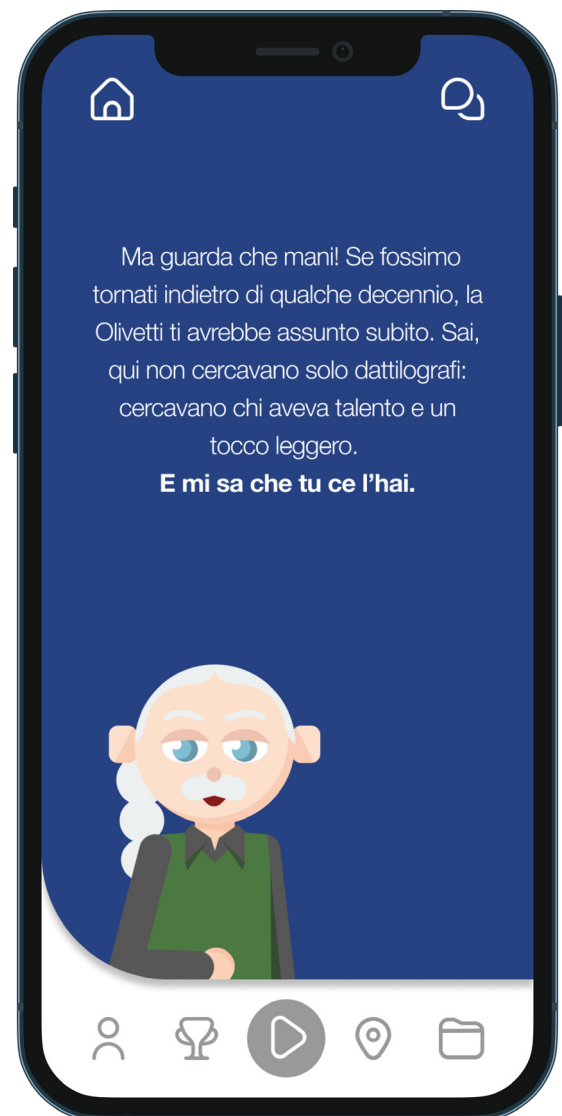 Ma guarda che mani! Se fossimo
tornati indietro di qualche decennio, la
Olivetti ti avrebbe assunto subito. Sai,
qui non cercavano solo dattilografi:
cercavano chi aveva talento e un
tocco leggero.
E mi sa che tu ce l’hai.